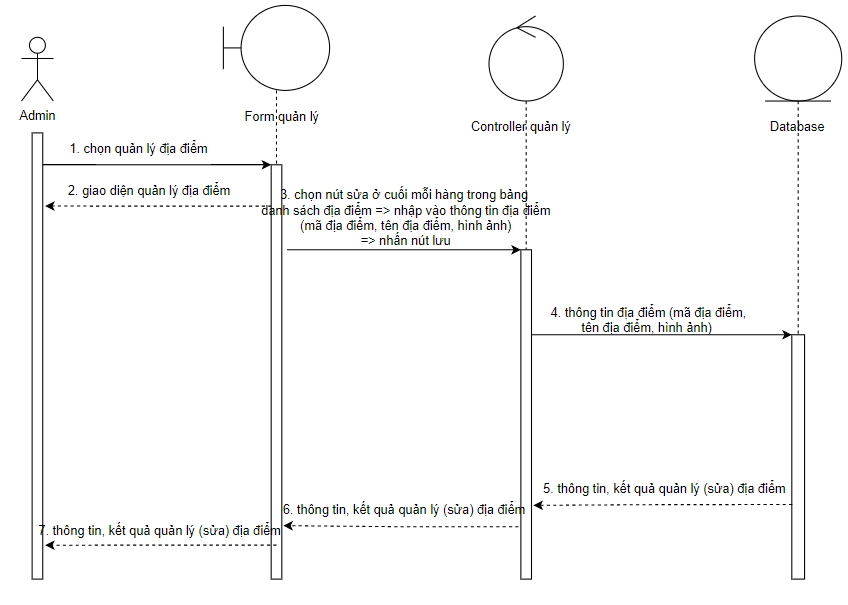 Admin
Form quản lý
Controller quản lý
Database
1. chọn quản lý địa điểm
2. giao diện quản lý địa điểm
3. chọn nút sửa ở cuối mỗi hàng trong bảng
danh sách địa điểm => nhập vào thông tin địa điểm
(mã địa điểm, tên địa điểm, hình ảnh)
=> nhấn nút lưu
4. thông tin địa điểm (mã địa điểm,
tên địa điểm, hình ảnh)
5. thông tin, kết quả quản lý (sửa) địa điểm
6. thông tin, kết quả quản lý (sửa) địa điểm
7. thông tin, kết quả quản lý (sửa) địa điểm